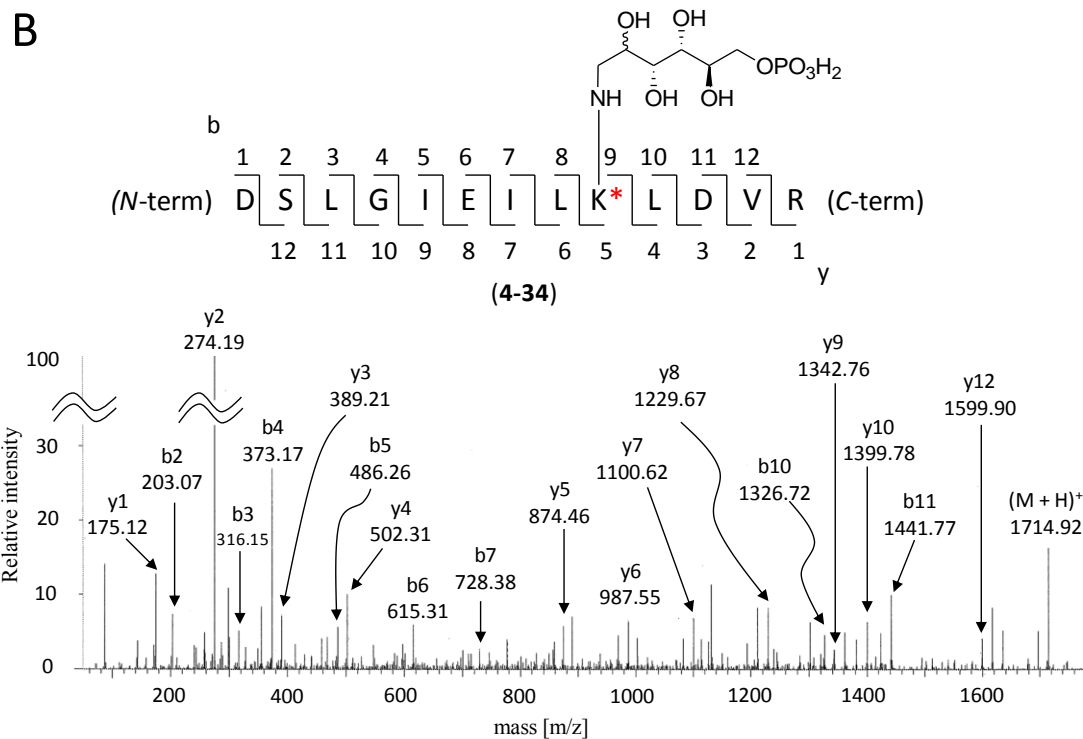 B
OH OH
OPO₃H₂
NH OH OH
b
1 2 3 4 5 6 7 8 9 10 11 12
(N-term) D S L G I E I L K* L D V R (C-term)
12 11 10 9 8 7 6 5 4 3 2 1
y
(4-34)
y2
274.19
y3
389.21
y8
1229.67
y9
1342.76
y12
1599.90
b4
373.17
b5
486.26
y7
1100.62
y10
1399.78
b2
203.07
y5
874.46
b10
1326.72
b11
1441.77
(M + H)⁺
1714.92
y1
175.12
b3
316.15
y4
502.31
b7
728.38
b6
615.31
y6
987.55
Relative intensity
100
30
20
10
0
200 400 600 800 1000 1200 1400 1600
mass [m/z]